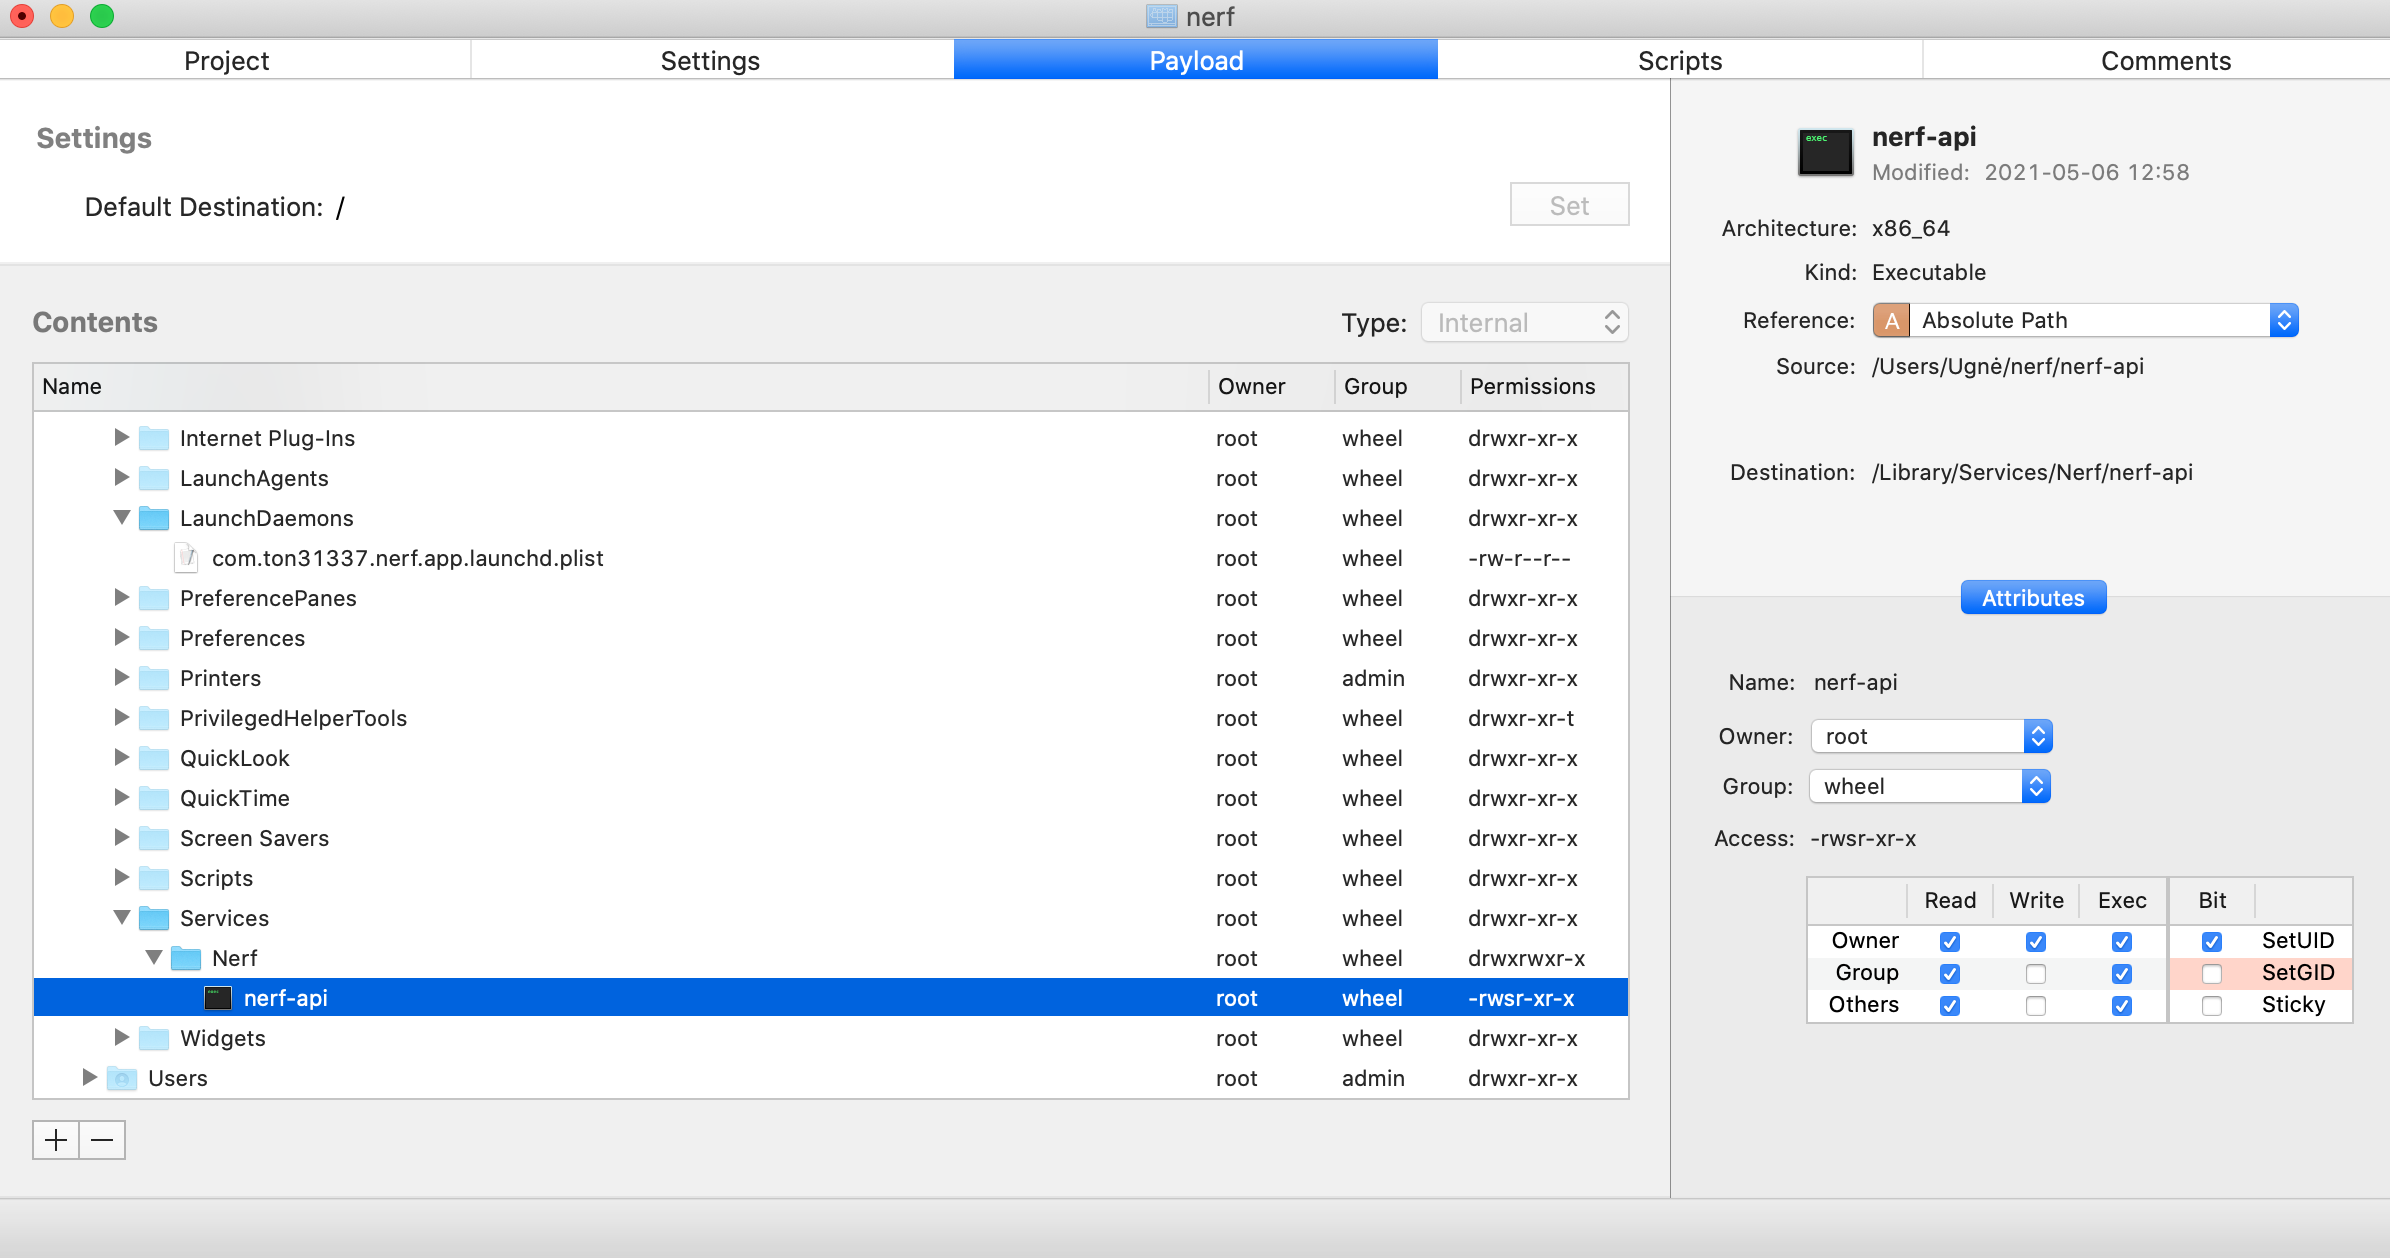 nerf
Project Settings Payload Scripts Comments
Settings
Default Destination: /
Set
Contents
Type: Internal
Name Owner Group Permissions
Internet Plug-Ins root wheel drwxr-xr-x
LaunchAgents root wheel drwxr-xr-x
LaunchDaemons root wheel drwxr-xr-x
com.ton31337.nerf.app.launchd.plist root wheel -rw-r--r--
PreferencePanes root wheel drwxr-xr-x
Preferences root wheel drwxr-xr-x
Printers root admin drwxr-xr-x
PrivilegedHelperTools root wheel drwxr-xr-t
QuickLook root wheel drwxr-xr-x
QuickTime root wheel drwxr-xr-x
Screen Savers root wheel drwxr-xr-x
Scripts root wheel drwxr-xr-x
Services root wheel drwxr-xr-x
Nerf root wheel drwxrwxr-x
exec nerf-api root wheel -rwsr-xr-x
Widgets root wheel drwxr-xr-x
Users root admin drwxr-xr-x
exec
nerf-api
Modified: 2021-05-06 12:58
Architecture: x86_64
Kind: Executable
Reference: A Absolute Path
Source: /Users/Ugnė/nerf/nerf-api
Destination: /Library/Services/Nerf/nerf-api
Attributes
Name: nerf-api
Owner: root
Group: wheel
Access: -rwsr-xr-x
Read Write Exec Bit
Owner SetUID
Group SetGID
Others Sticky